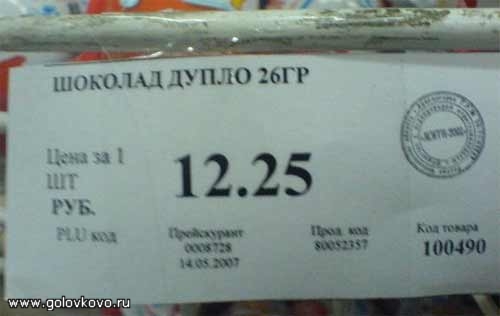 ШОКОЛАД ДУПЛО 26ГР
Цена за 1
ШТ
РУБ.
12.25
PLU код
Прейскурант
0008728
14.05.2007
Прод. код
80052357
Код товара
100490
www.golovkovo.ru